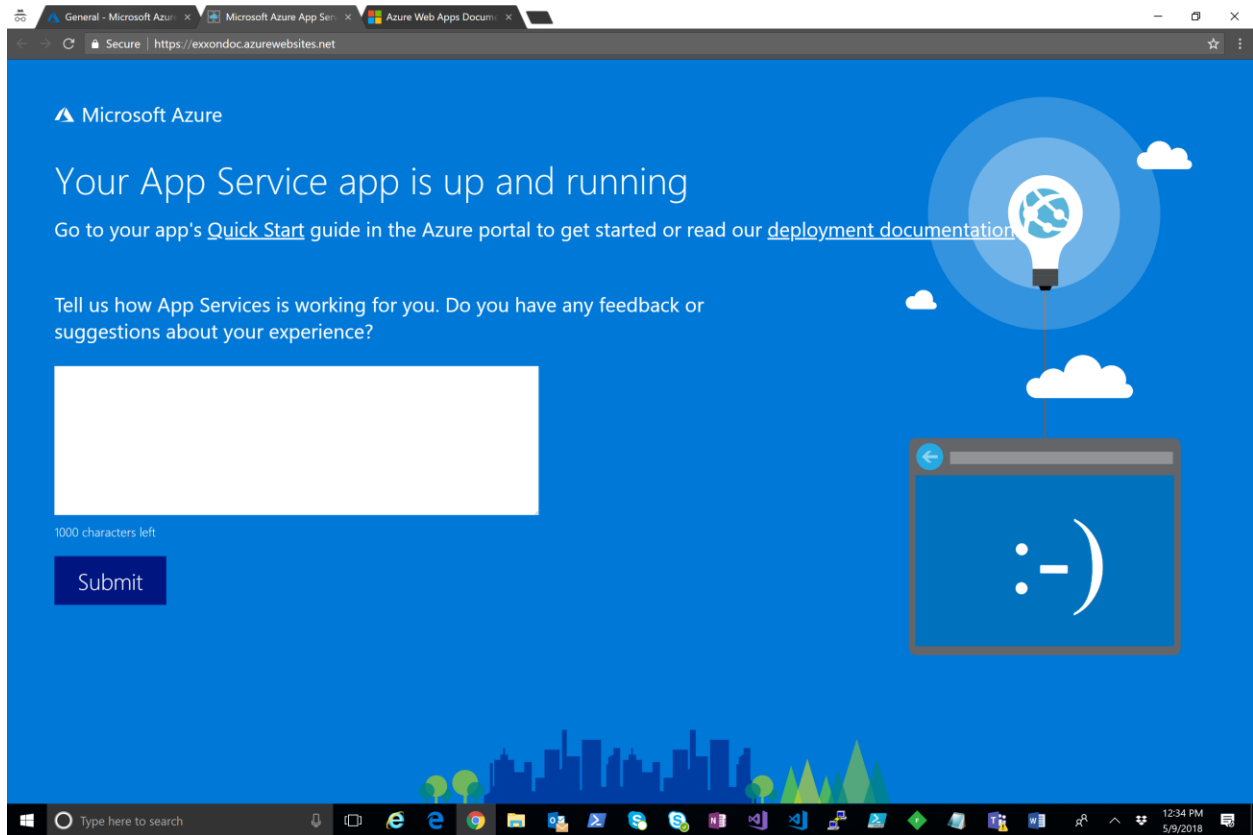 General - Microsoft Azur
Microsoft Azure App Serv
Azure Web Apps Docum
Secure
https://exxondoc.azurewebsites.net
Microsoft Azure
Your App Service app is up and running
Go to your app's Quick Start guide in the Azure portal to get started or read our deployment documentation
Tell us how App Services is working for you. Do you have any feedback or
suggestions about your experience?
1000 characters left
Submit
:-)
Type here to search
12:34 PM
5/9/2018